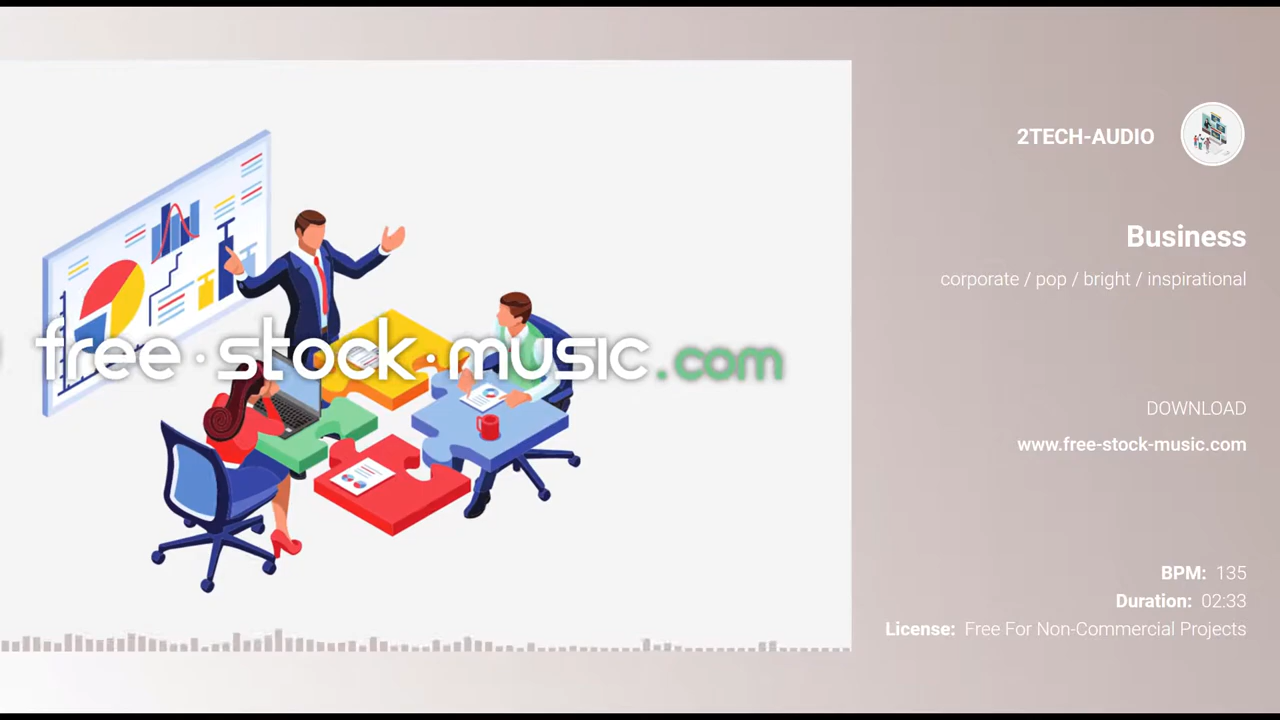 free·stock·music.com
2TECH-AUDIO
Business
corporate / pop / bright / inspirational
DOWNLOAD
www.free-stock-music.com
BPM: 135
Duration: 02:33
License: Free For Non-Commercial Projects